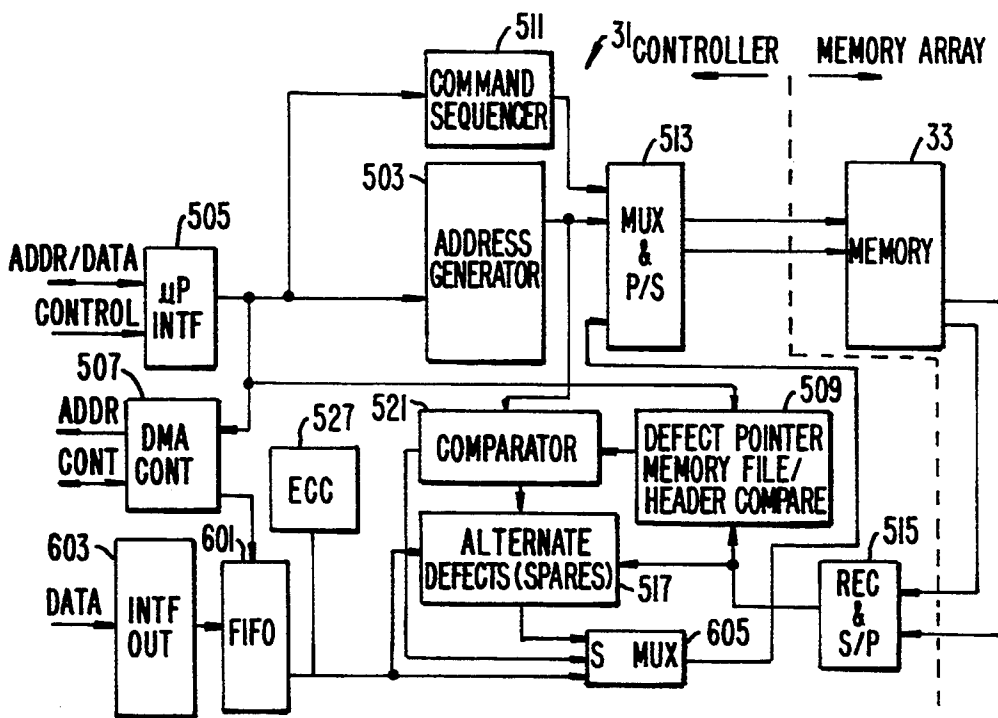 511
31 CONTROLLER
MEMORY ARRAY
COMMAND
SEQUENCER
513
33
503
505
ADDRESS
GENERATOR
MUX
&
P/S
MEMORY
ADDR/DATA
CONTROL
µP
INTF
507
ADDR
CONT
DMA
CONT
527
ECC
521
COMPARATOR
509
DEFECT POINTER
MEMORY FILE/
HEADER COMPARE
603
601
ALTERNATE
DEFECTS(SPARES)
517
515
DATA
INTF
OUT
FIFO
605
S MUX
REC
&
S/P